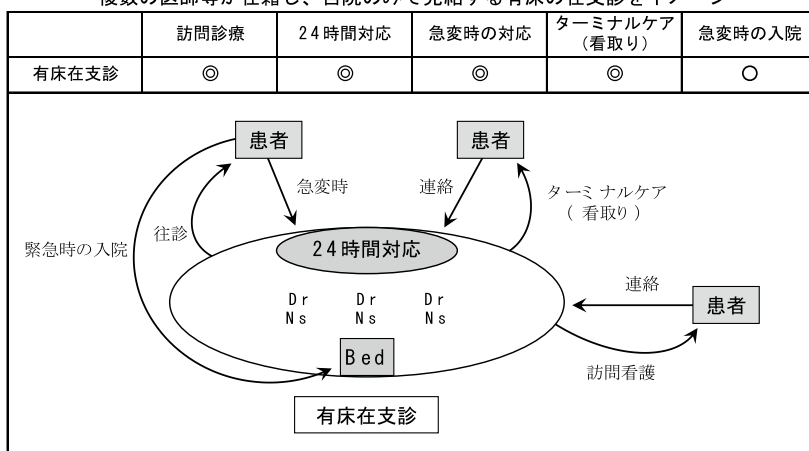 複数の医師等が在籍し、自院のみで完結する有床の在支診をイメージ
訪問診療 24時間対応 急変時の対応 ターミナルケア(看取り) 急変時の入院
有床在支診 ◎ ◎ ◎ ◎ ○
患者 患者
急変時 連絡 ターミナルケア
(看取り)
往診
緊急時の入院
24時間対応
連絡
Dr Dr Dr
Ns Ns Ns
患者
Bed
訪問看護
有床在支診